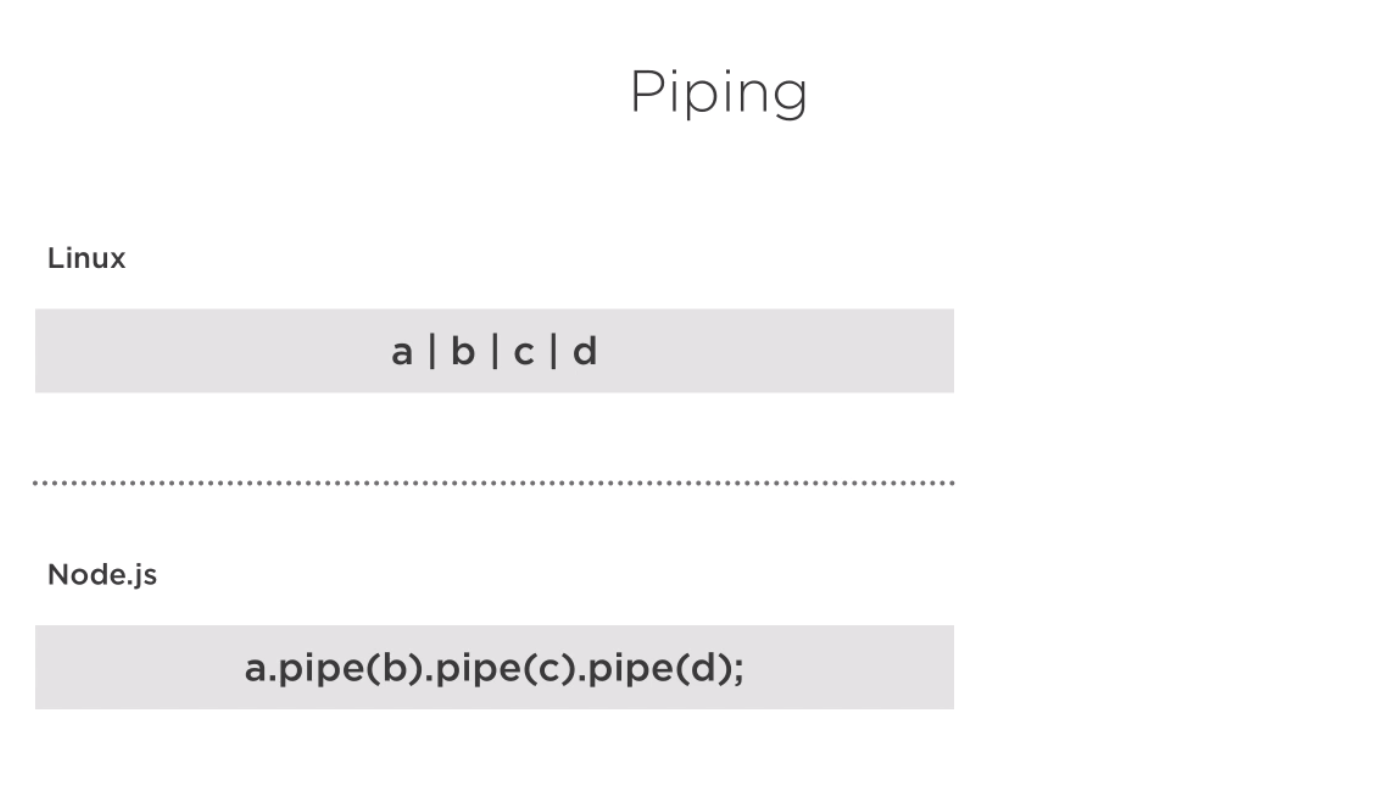 Piping
Linux
a | b | c | d
Node.js
a.pipe(b).pipe(c).pipe(d);